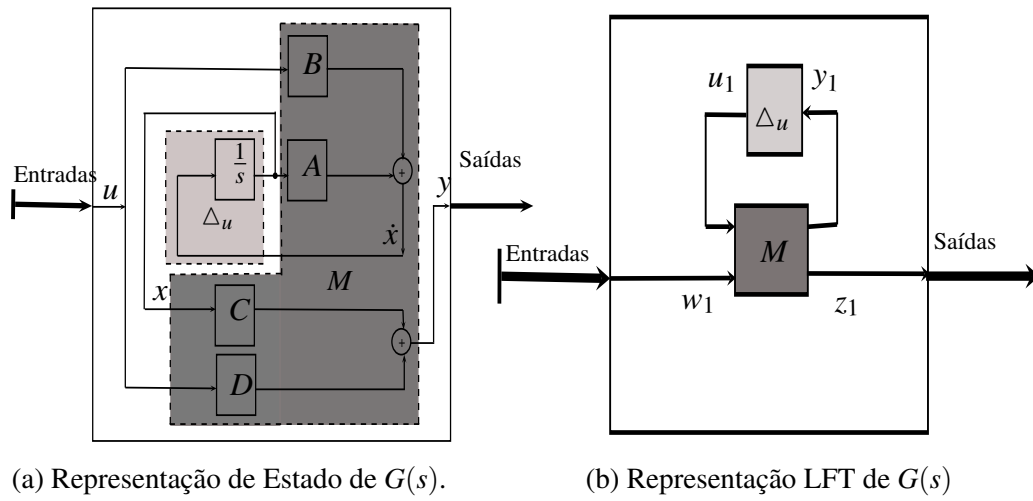 B
1
s
A
+
Entradas
u
△u
ẋ
y
Saídas
x
M
C
+
D
(a) Representação de Estado de G(s).
u1
y1
△u
M
Entradas
Saídas
w1
z1
(b) Representação LFT de G(s)